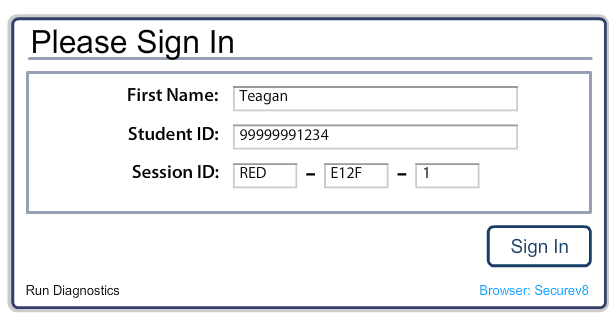 Please Sign In
First Name: Teagan
Student ID: 99999991234
Session ID: RED – E12F – 1
Sign In
Run Diagnostics Browser: Securev8